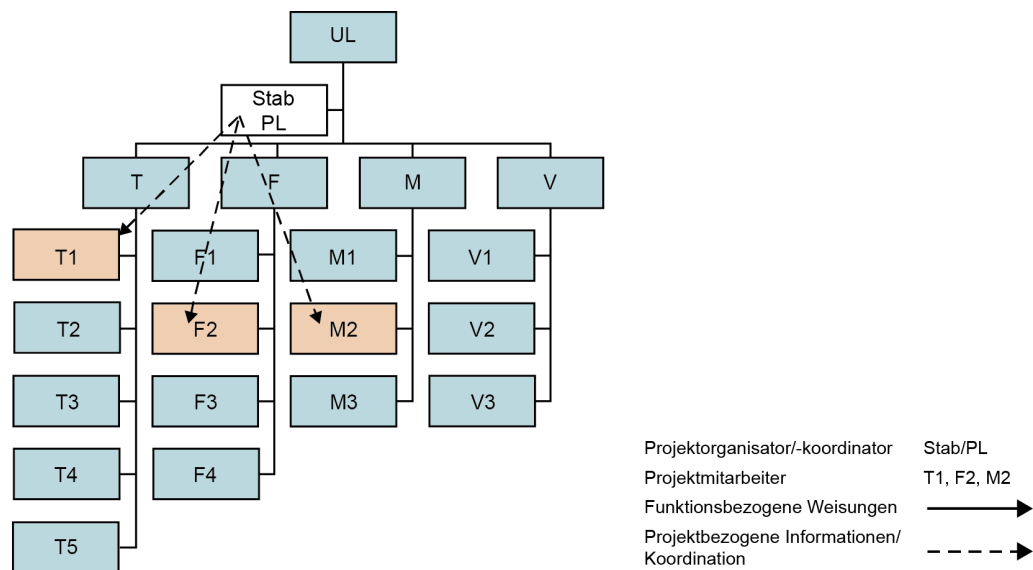 UL
Stab
PL
T
F
M
V
T1
F1
M1
V1
T2
F2
M2
V2
T3
F3
M3
V3
T4
F4
T5
Projektorganisator/-koordinator Stab/PL
Projektmitarbeiter T1, F2, M2
Funktionsbezogene Weisungen
Projektbezogene Informationen/
Koordination